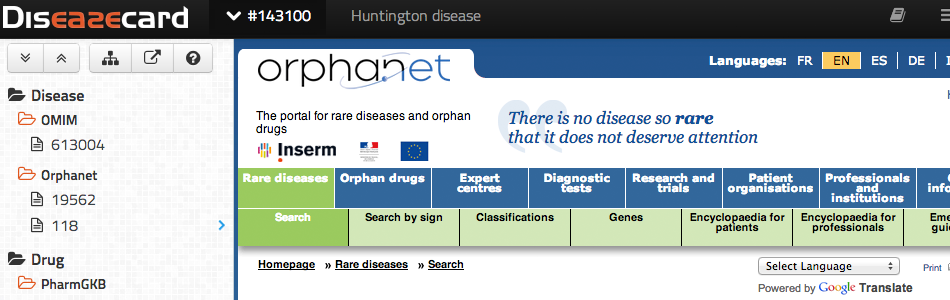 Diseasecard
#143100
Huntington disease
Disease
OMIM
613004
Orphanet
19562
118
Drug
PharmGKB
orphanet
The portal for rare diseases and orphan
drugs
Inserm
Languages: FR EN ES DE
There is no disease so rare
that it does not deserve attention
Rare diseases
Orphan drugs
Expert
centres
Diagnostic
tests
Research and
trials
Patient
organisations
Professionals
and
institutions
Search
Search by sign
Classifications
Genes
Encyclopaedia for
patients
Encyclopaedia for
professionals
Homepage » Rare diseases » Search
Select Language
Powered by Google Translate
Print